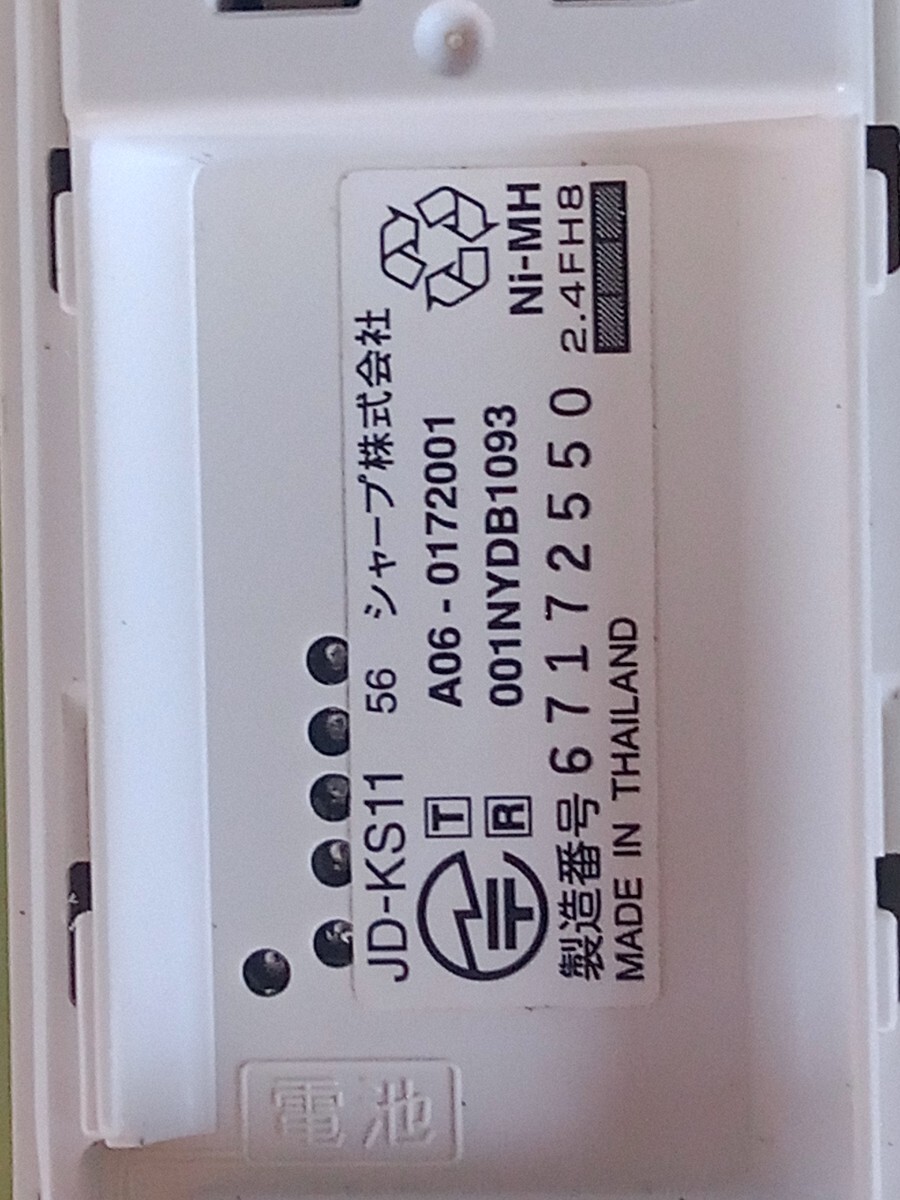 JD-KS11 56 シャープ株式会社
T A06-0172001
R 001NYDB1093
Ni-MH
製造番号 6 7 1 7 2 5 5 0
2.4FH8
MADE IN THAILAND
電池